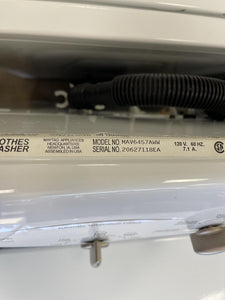 OTHES
ASHER
MAYTAG APPLIANCES
HEADQUARTERS
NEWTON, IA. USA
ASSEMBLED IN USA
MODEL NO. MAV6457AWW
SERIAL NO. 20627118EA
120 V. 60 HZ.
7.1 A.